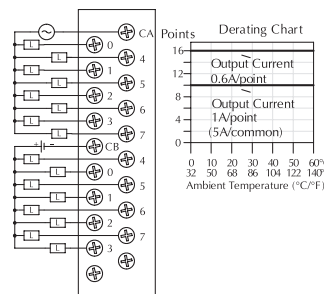 CA
L 0
L 4
L 1
L 5
L 2
L 6
L 3
L 7
+ - CB
L 4
L 0
L 5
L 1
L 6
L 2
L 7
L 3
Points Derating Chart
16
12
8
4
0
Output Current
0.6A/point
Output Current
1A/point
(5A/common)
0 10 20 30 40 50 60°
32 50 68 86 104 122 140°
Ambient Temperature (°C/°F)